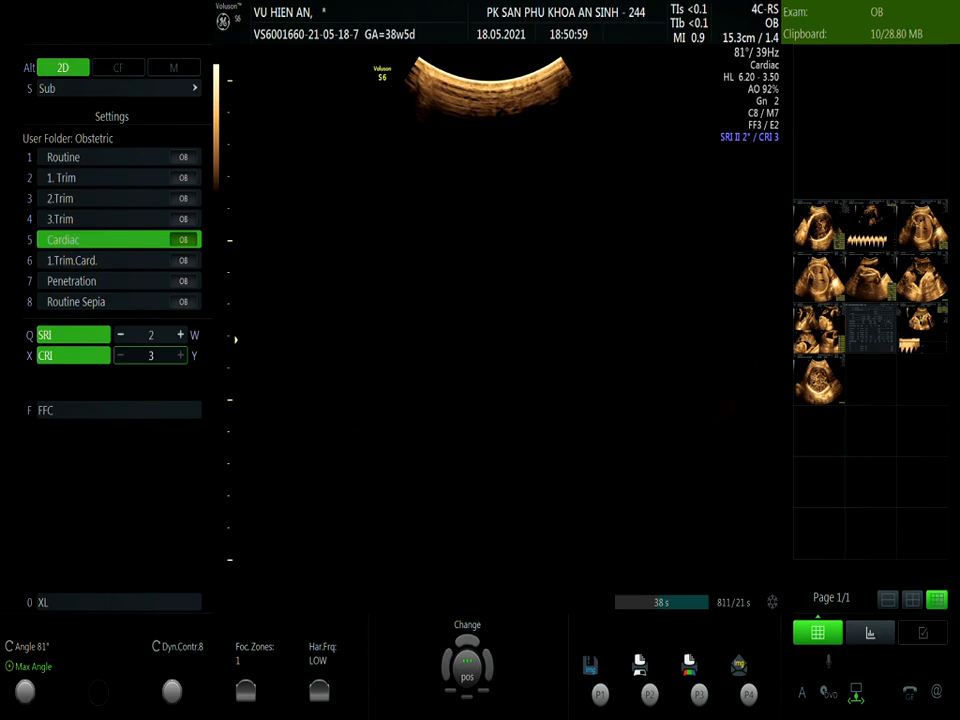 Voluson™
S6
VU HIEN AN, *
PK SAN PHU KHOA AN SINH - 244
VS6001660-21-05-18-7 GA=38w5d
18.05.2021
18:50:59
TIs <0.1
TIb <0.1
MI 0.9
4C-RS
OB
15.3cm / 1.4
81°/ 39Hz
Cardiac
HL 6.20 - 3.50
AO 92%
Gn 2
C8 / M7
FF3 / E2
SRI II 2° / CRI 3
Exam: OB
Clipboard: 10/28.80 MB
Alt 2D CF M
S Sub >
Settings
User Folder: Obstetric
1 Routine OB
2 1. Trim OB
3 2.Trim OB
4 3.Trim OB
5 Cardiac OB
6 1.Trim.Card. OB
7 Penetration OB
8 Routine Sepia OB
Q SRI − 2 + W
X CRI − 3 + Y
F FFC
0 XL
Voluson
S6
38 s
811/21 s
Page 1/1
Angle 81°
Max Angle
Dyn.Contr.8
Foc. Zones:
1
Har.Frq:
LOW
Change
pos
img
img
P1 P2 P3 P4
A DVD GE @